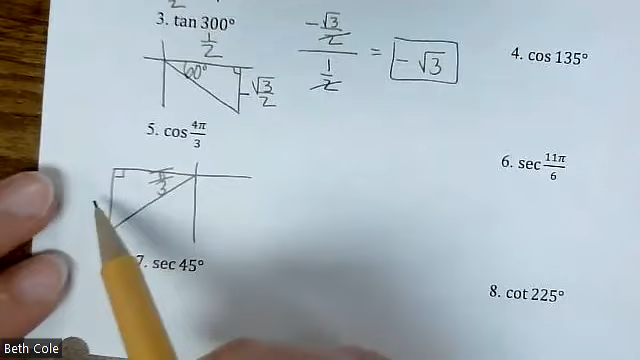 2
3. tan 300°
1/2
60°
-√3/2
-√3/2 / 1/2 = -√3
4. cos 135°
5. cos 4π/3
π/3
6. sec 11π/6
7. sec 45°
8. cot 225°
Beth Cole